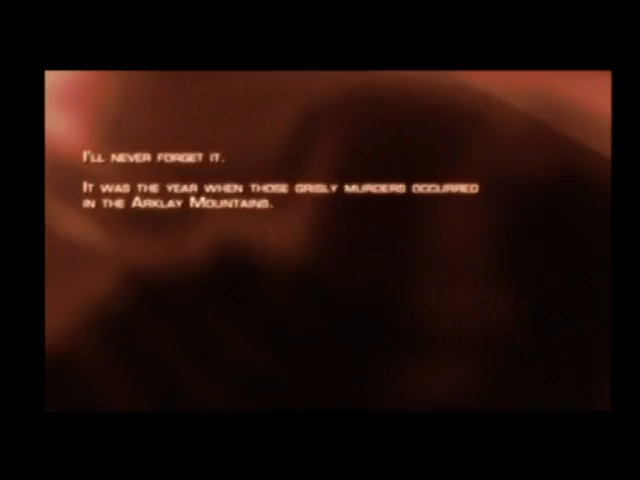 I'll never forget it.
It was the year when those grisly murders occurred
in the Arklay Mountains.